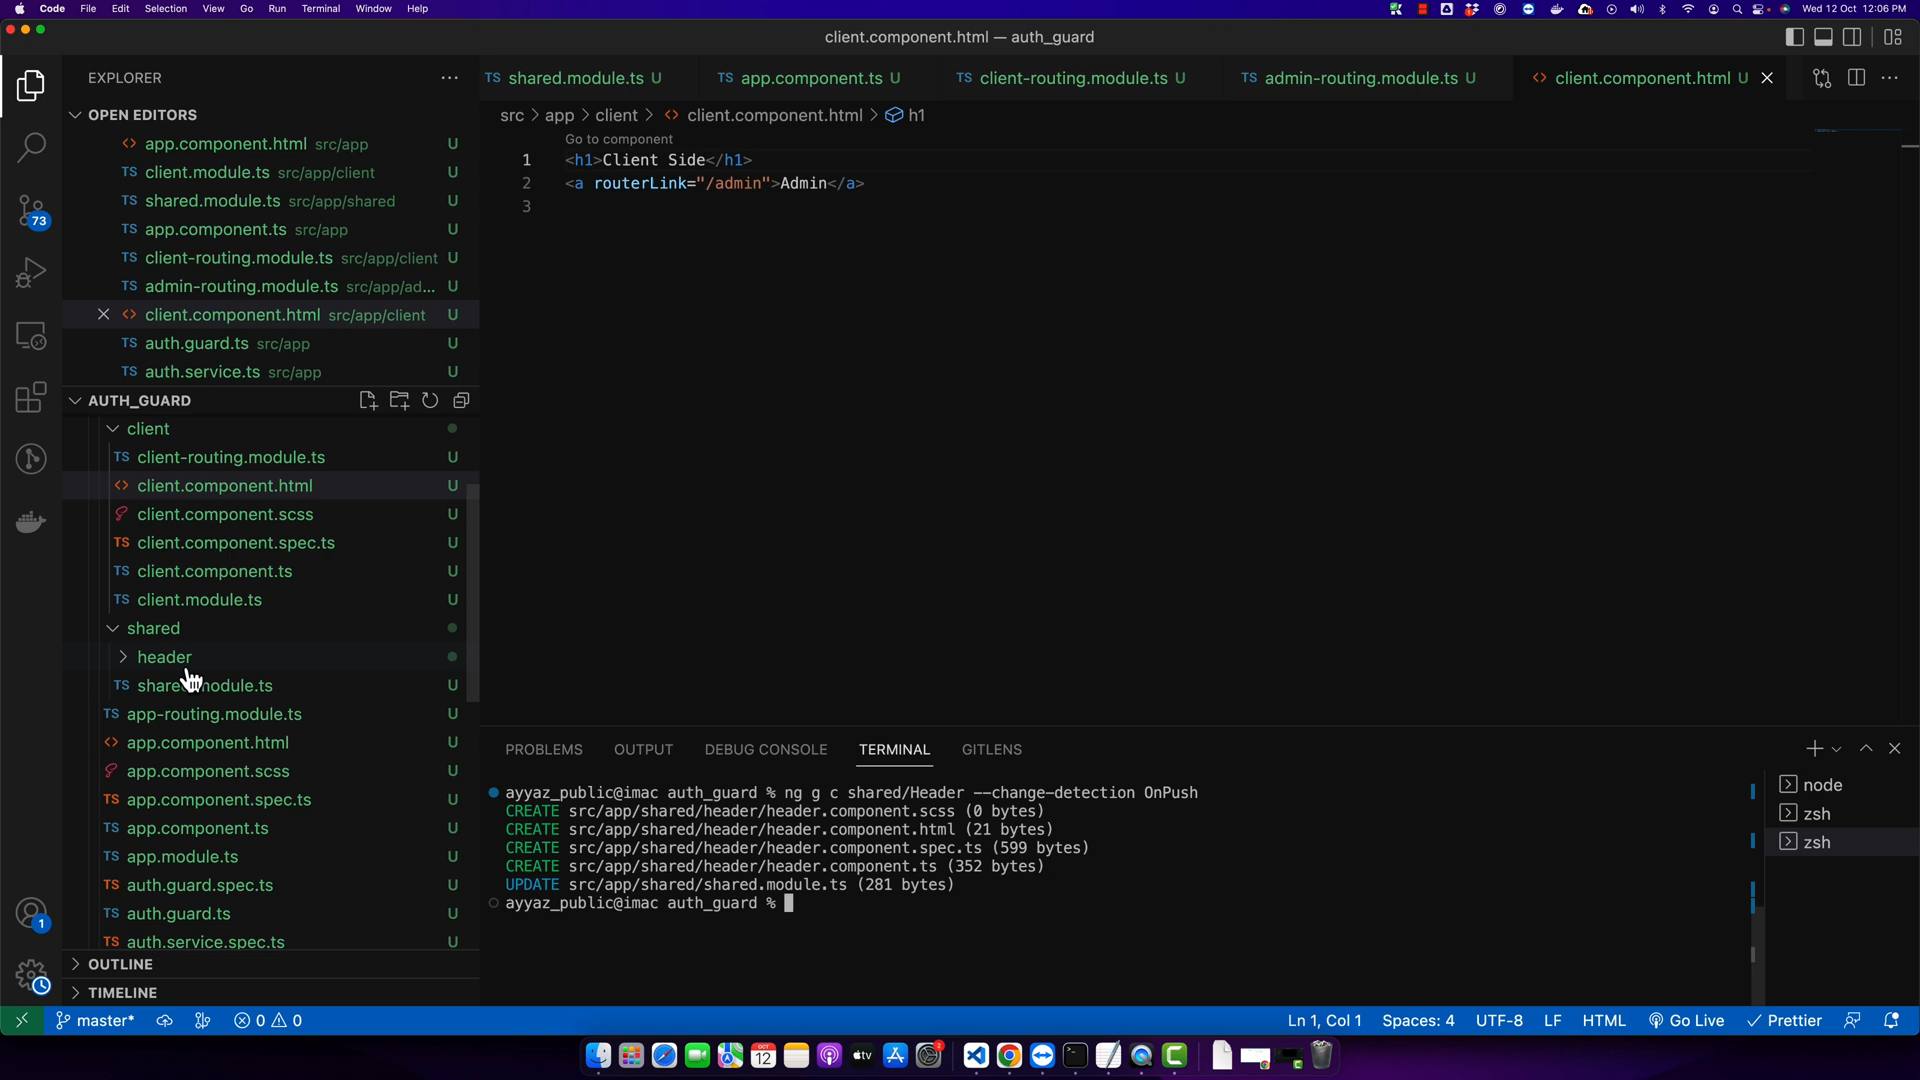 Code File Edit Selection View Go Run Terminal Window Help
Wed 12 Oct 12:06 PM
client.component.html — auth_guard
EXPLORER
TS shared.module.ts U
TS app.component.ts U
TS client-routing.module.ts U
TS admin-routing.module.ts U
<> client.component.html U
OPEN EDITORS
src > app > client > <> client.component.html > h1
<> app.component.html src/app U
TS client.module.ts src/app/client U
TS shared.module.ts src/app/shared U
TS app.component.ts src/app U
TS client-routing.module.ts src/app/client U
TS admin-routing.module.ts src/app/ad... U
<> client.component.html src/app/client U
TS auth.guard.ts src/app U
TS auth.service.ts src/app U
Go to component
1 <h1>Client Side</h1>
2 <a routerLink="/admin">Admin</a>
3
73
AUTH_GUARD
client
TS client-routing.module.ts U
<> client.component.html U
client.component.scss U
TS client.component.spec.ts U
TS client.component.ts U
TS client.module.ts U
shared
header
TS module.ts U
TS app-routing.module.ts U
<> app.component.html U
app.component.scss U
TS app.component.spec.ts U
TS app.component.ts U
TS app.module.ts U
TS auth.guard.spec.ts U
TS auth.guard.ts U
TS auth.service.spec.ts U
OUTLINE
TIMELINE
1
PROBLEMS OUTPUT DEBUG CONSOLE TERMINAL GITLENS
ayyaz_public@imac auth_guard % ng g c shared/Header --change-detection OnPush
CREATE src/app/shared/header/header.component.scss (0 bytes)
CREATE src/app/shared/header/header.component.html (21 bytes)
CREATE src/app/shared/header/header.component.spec.ts (599 bytes)
CREATE src/app/shared/header/header.component.ts (352 bytes)
UPDATE src/app/shared/shared.module.ts (281 bytes)
ayyaz_public@imac auth_guard %
node
zsh
zsh
master* 0 0
Ln 1, Col 1 Spaces: 4 UTF-8 LF HTML Go Live Prettier
OCT
12
tv
2